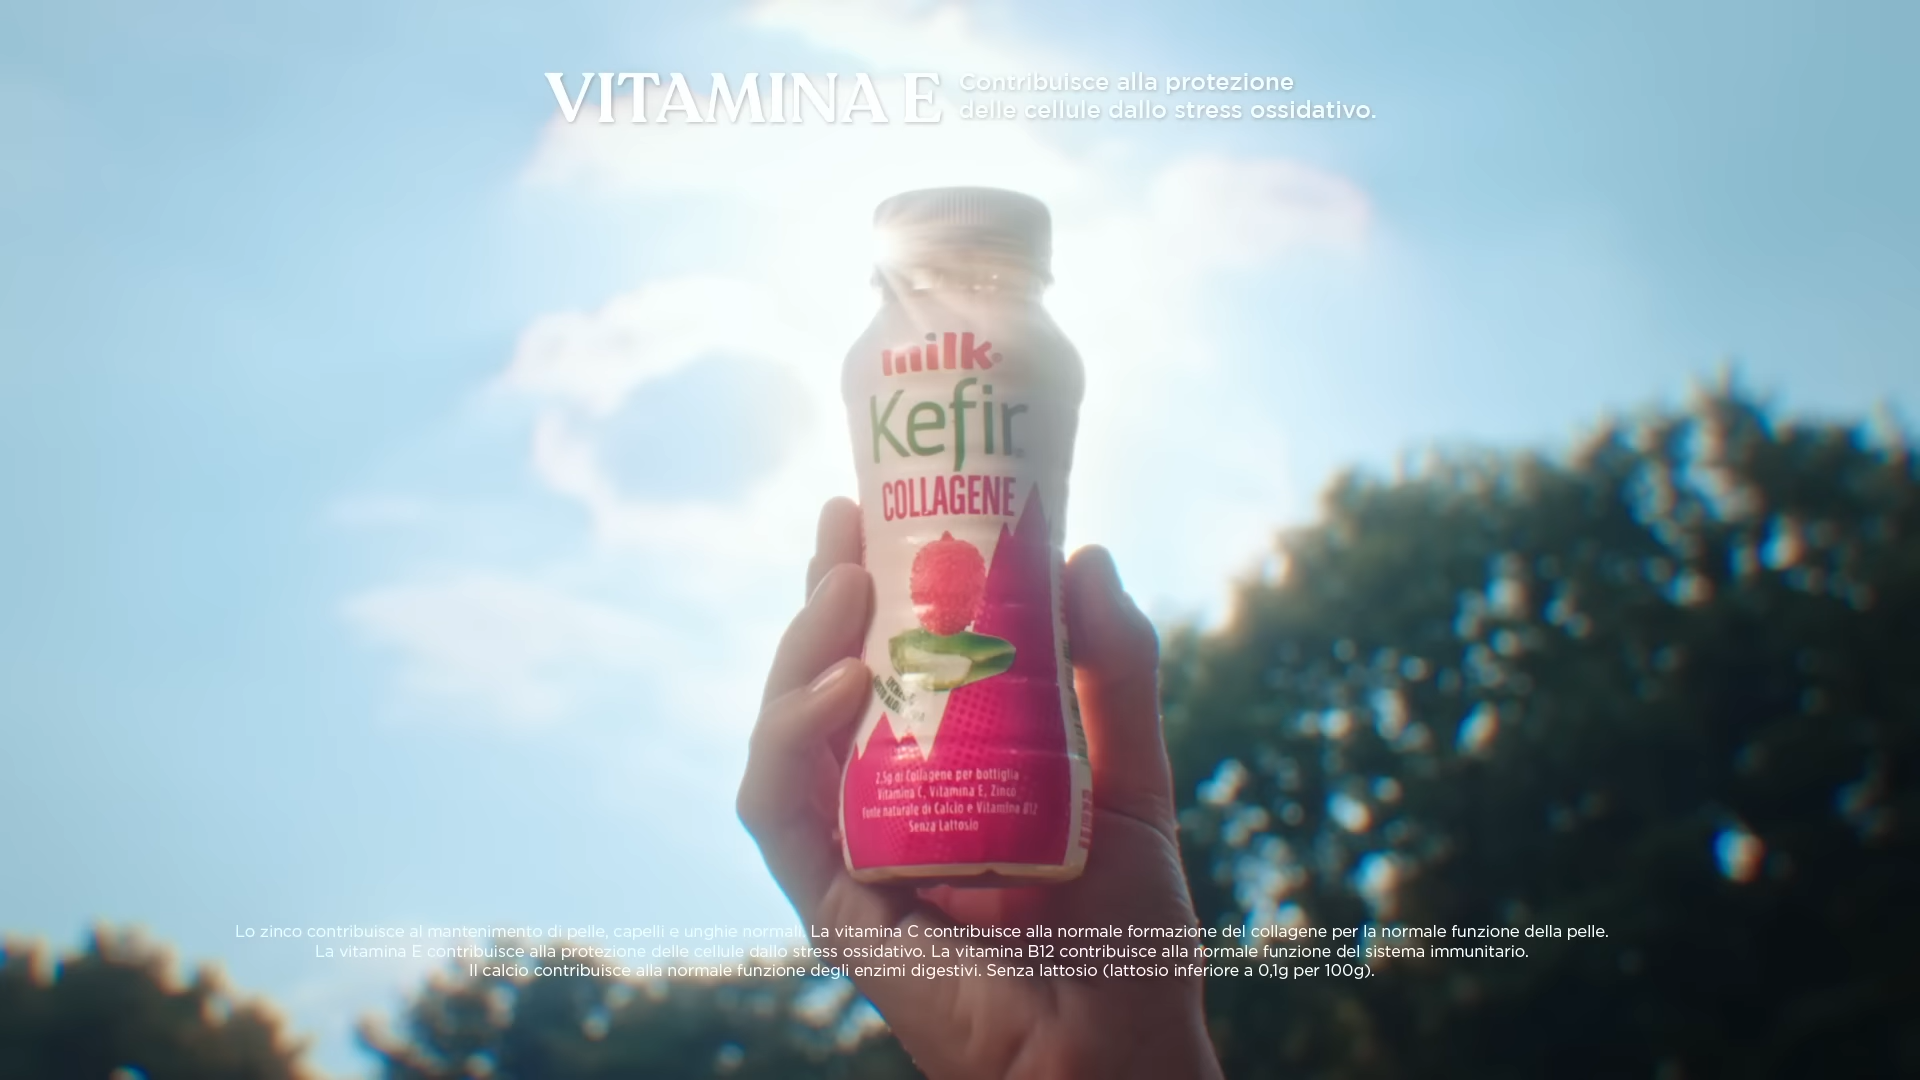 VITAMINA E
Contribuisce alla protezione
delle cellule dallo stress ossidativo.
milk
Kefir
COLLAGENE
2,5g di Collagene per bottiglia
Vitamina C, Vitamina E, Zinco
Fonte naturale di Calcio e Vitamina B12
Senza Lattosio
Lo zinco contribuisce al mantenimento di pelle, capelli e unghie normali. La vitamina C contribuisce alla normale formazione del collagene per la normale funzione della pelle.
La vitamina E contribuisce alla protezione delle cellule dallo stress ossidativo. La vitamina B12 contribuisce alla normale funzione del sistema immunitario.
Il calcio contribuisce alla normale funzione degli enzimi digestivi. Senza lattosio (lattosio inferiore a 0,1g per 100g).